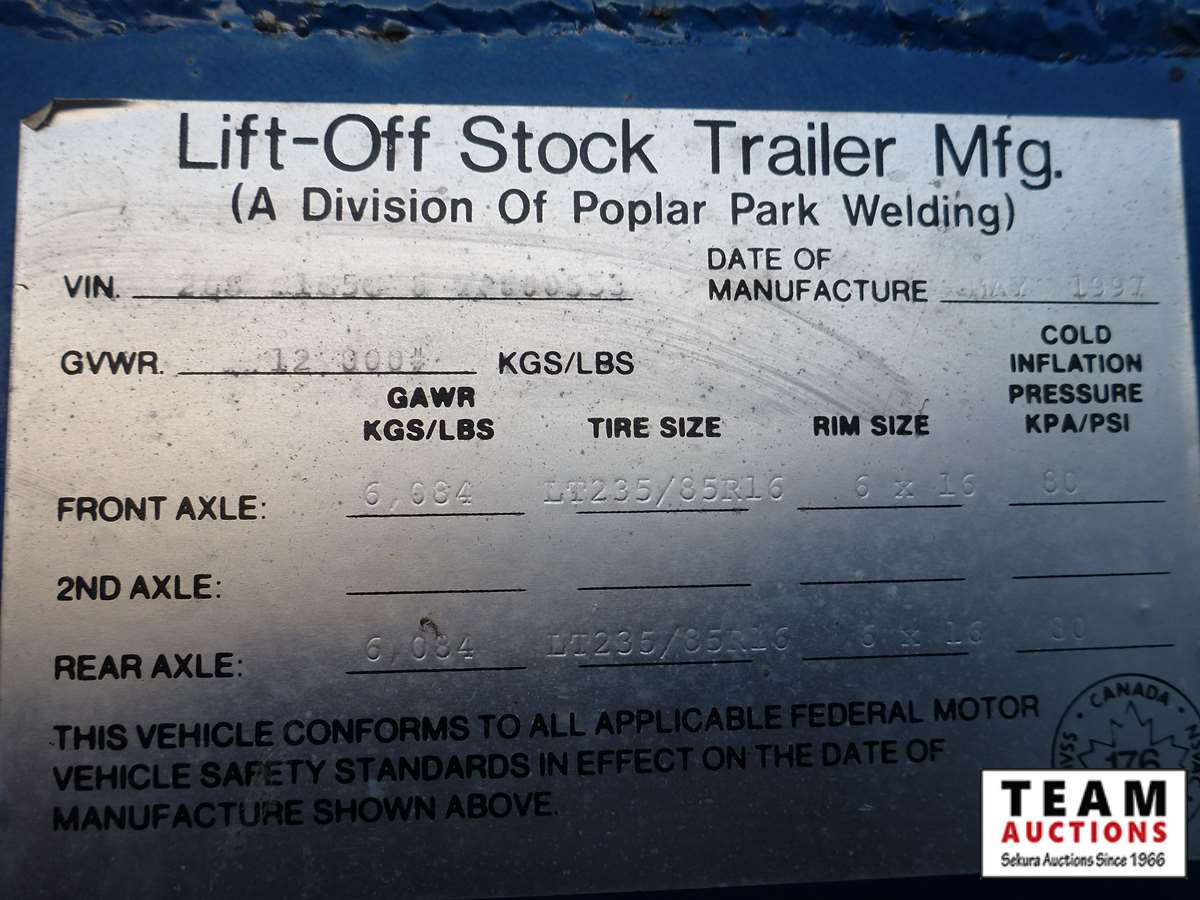 Lift-Off Stock Trailer Mfg.
(A Division Of Poplar Park Welding)
VIN.
DATE OF
MANUFACTURE MAY 1997
GVWR. 12,000# KGS/LBS
COLD
INFLATION
PRESSURE
KPA/PSI
GAWR
KGS/LBS
TIRE SIZE
RIM SIZE
FRONT AXLE: 6,084 LT235/85R16 6 x 16 80
2ND AXLE:
REAR AXLE: 6,084 LT235/85R16 6 x 16 80
THIS VEHICLE CONFORMS TO ALL APPLICABLE FEDERAL MOTOR
VEHICLE SAFETY STANDARDS IN EFFECT ON THE DATE OF
MANUFACTURE SHOWN ABOVE.
CANADA
176
TEAM
AUCTIONS
Sekura Auctions Since 1966